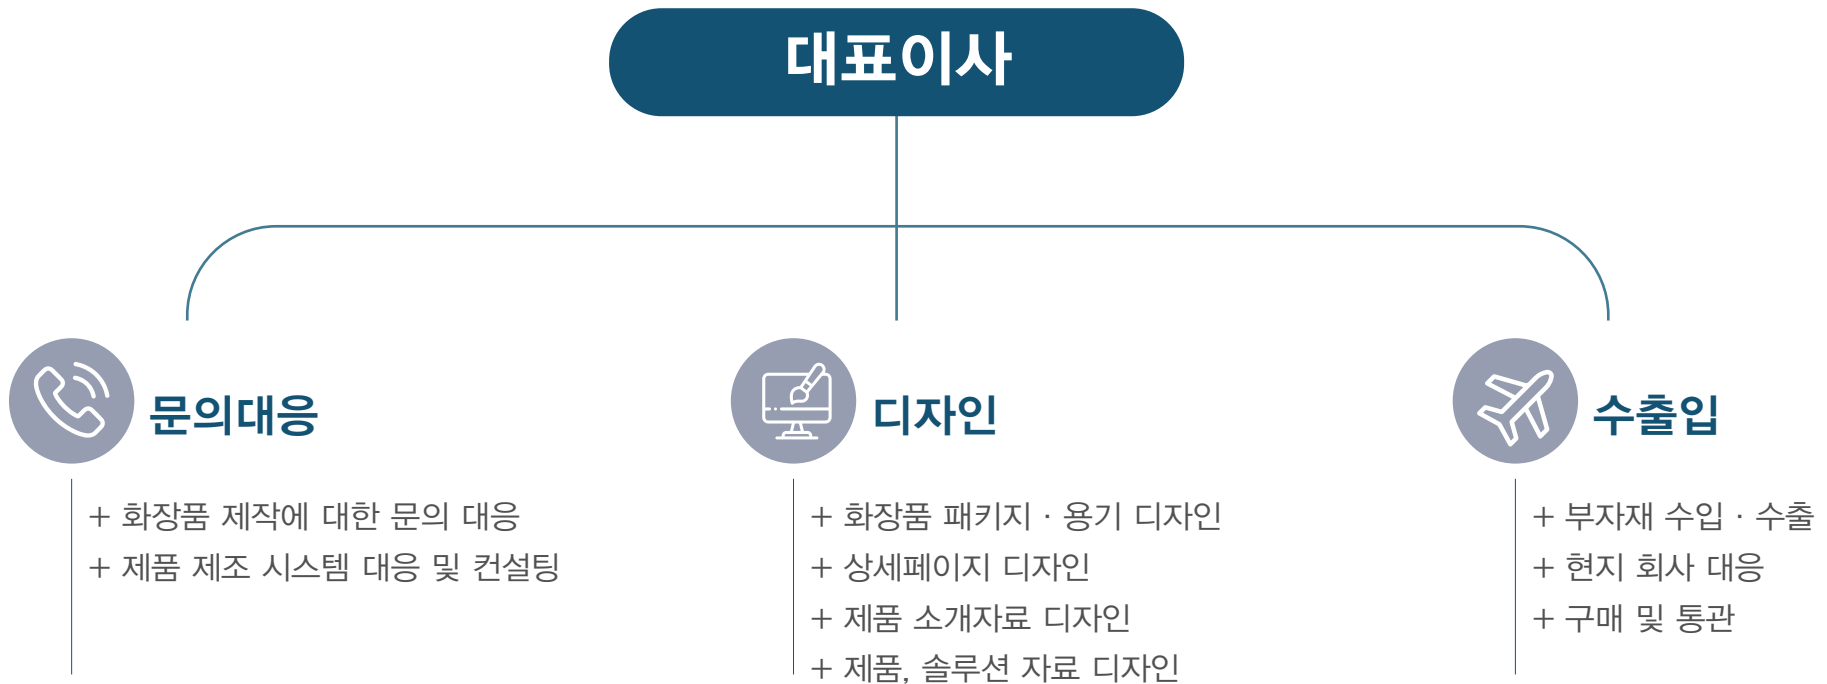 대표이사
문의대응
+ 화장품 제작에 대한 문의 대응
+ 제품 제조 시스템 대응 및 컨설팅
디자인
+ 화장품 패키지 · 용기 디자인
+ 상세페이지 디자인
+ 제품 소개자료 디자인
+ 제품, 솔루션 자료 디자인
수출입
+ 부자재 수입 · 수출
+ 현지 회사 대응
+ 구매 및 통관